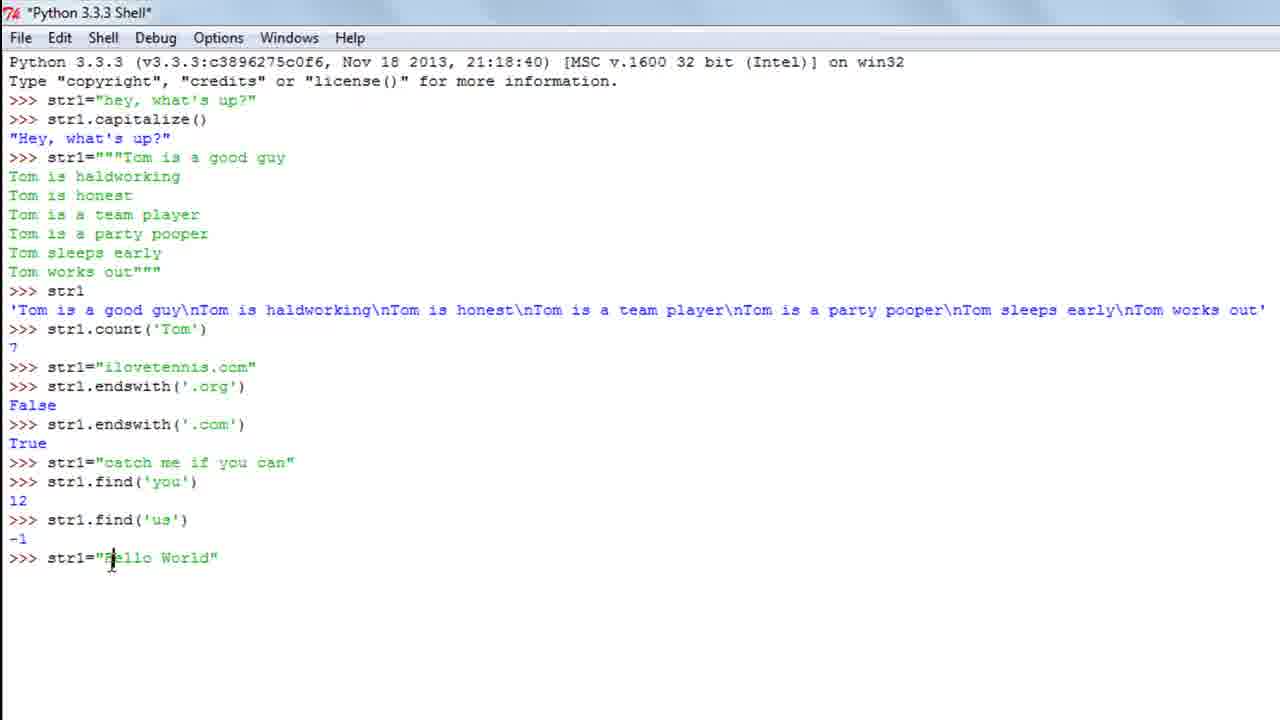 *Python 3.3.3 Shell*
File Edit Shell Debug Options Windows Help
Python 3.3.3 (v3.3.3:c3896275c0f6, Nov 18 2013, 21:18:40) [MSC v.1600 32 bit (Intel)] on win32
Type "copyright", "credits" or "license()" for more information.
>>> str1="hey, what's up?"
>>> str1.capitalize()
"Hey, what's up?"
>>> str1="""Tom is a good guy
Tom is haldworking
Tom is honest
Tom is a team player
Tom is a party pooper
Tom sleeps early
Tom works out"""
>>> str1
'Tom is a good guy\nTom is haldworking\nTom is honest\nTom is a team player\nTom is a party pooper\nTom sleeps early\nTom works out'
>>> str1.count('Tom')
7
>>> str1="ilovetennis.com"
>>> str1.endswith('.org')
False
>>> str1.endswith('.com')
True
>>> str1="catch me if you can"
>>> str1.find('you')
12
>>> str1.find('us')
-1
>>> str1="Hello World"